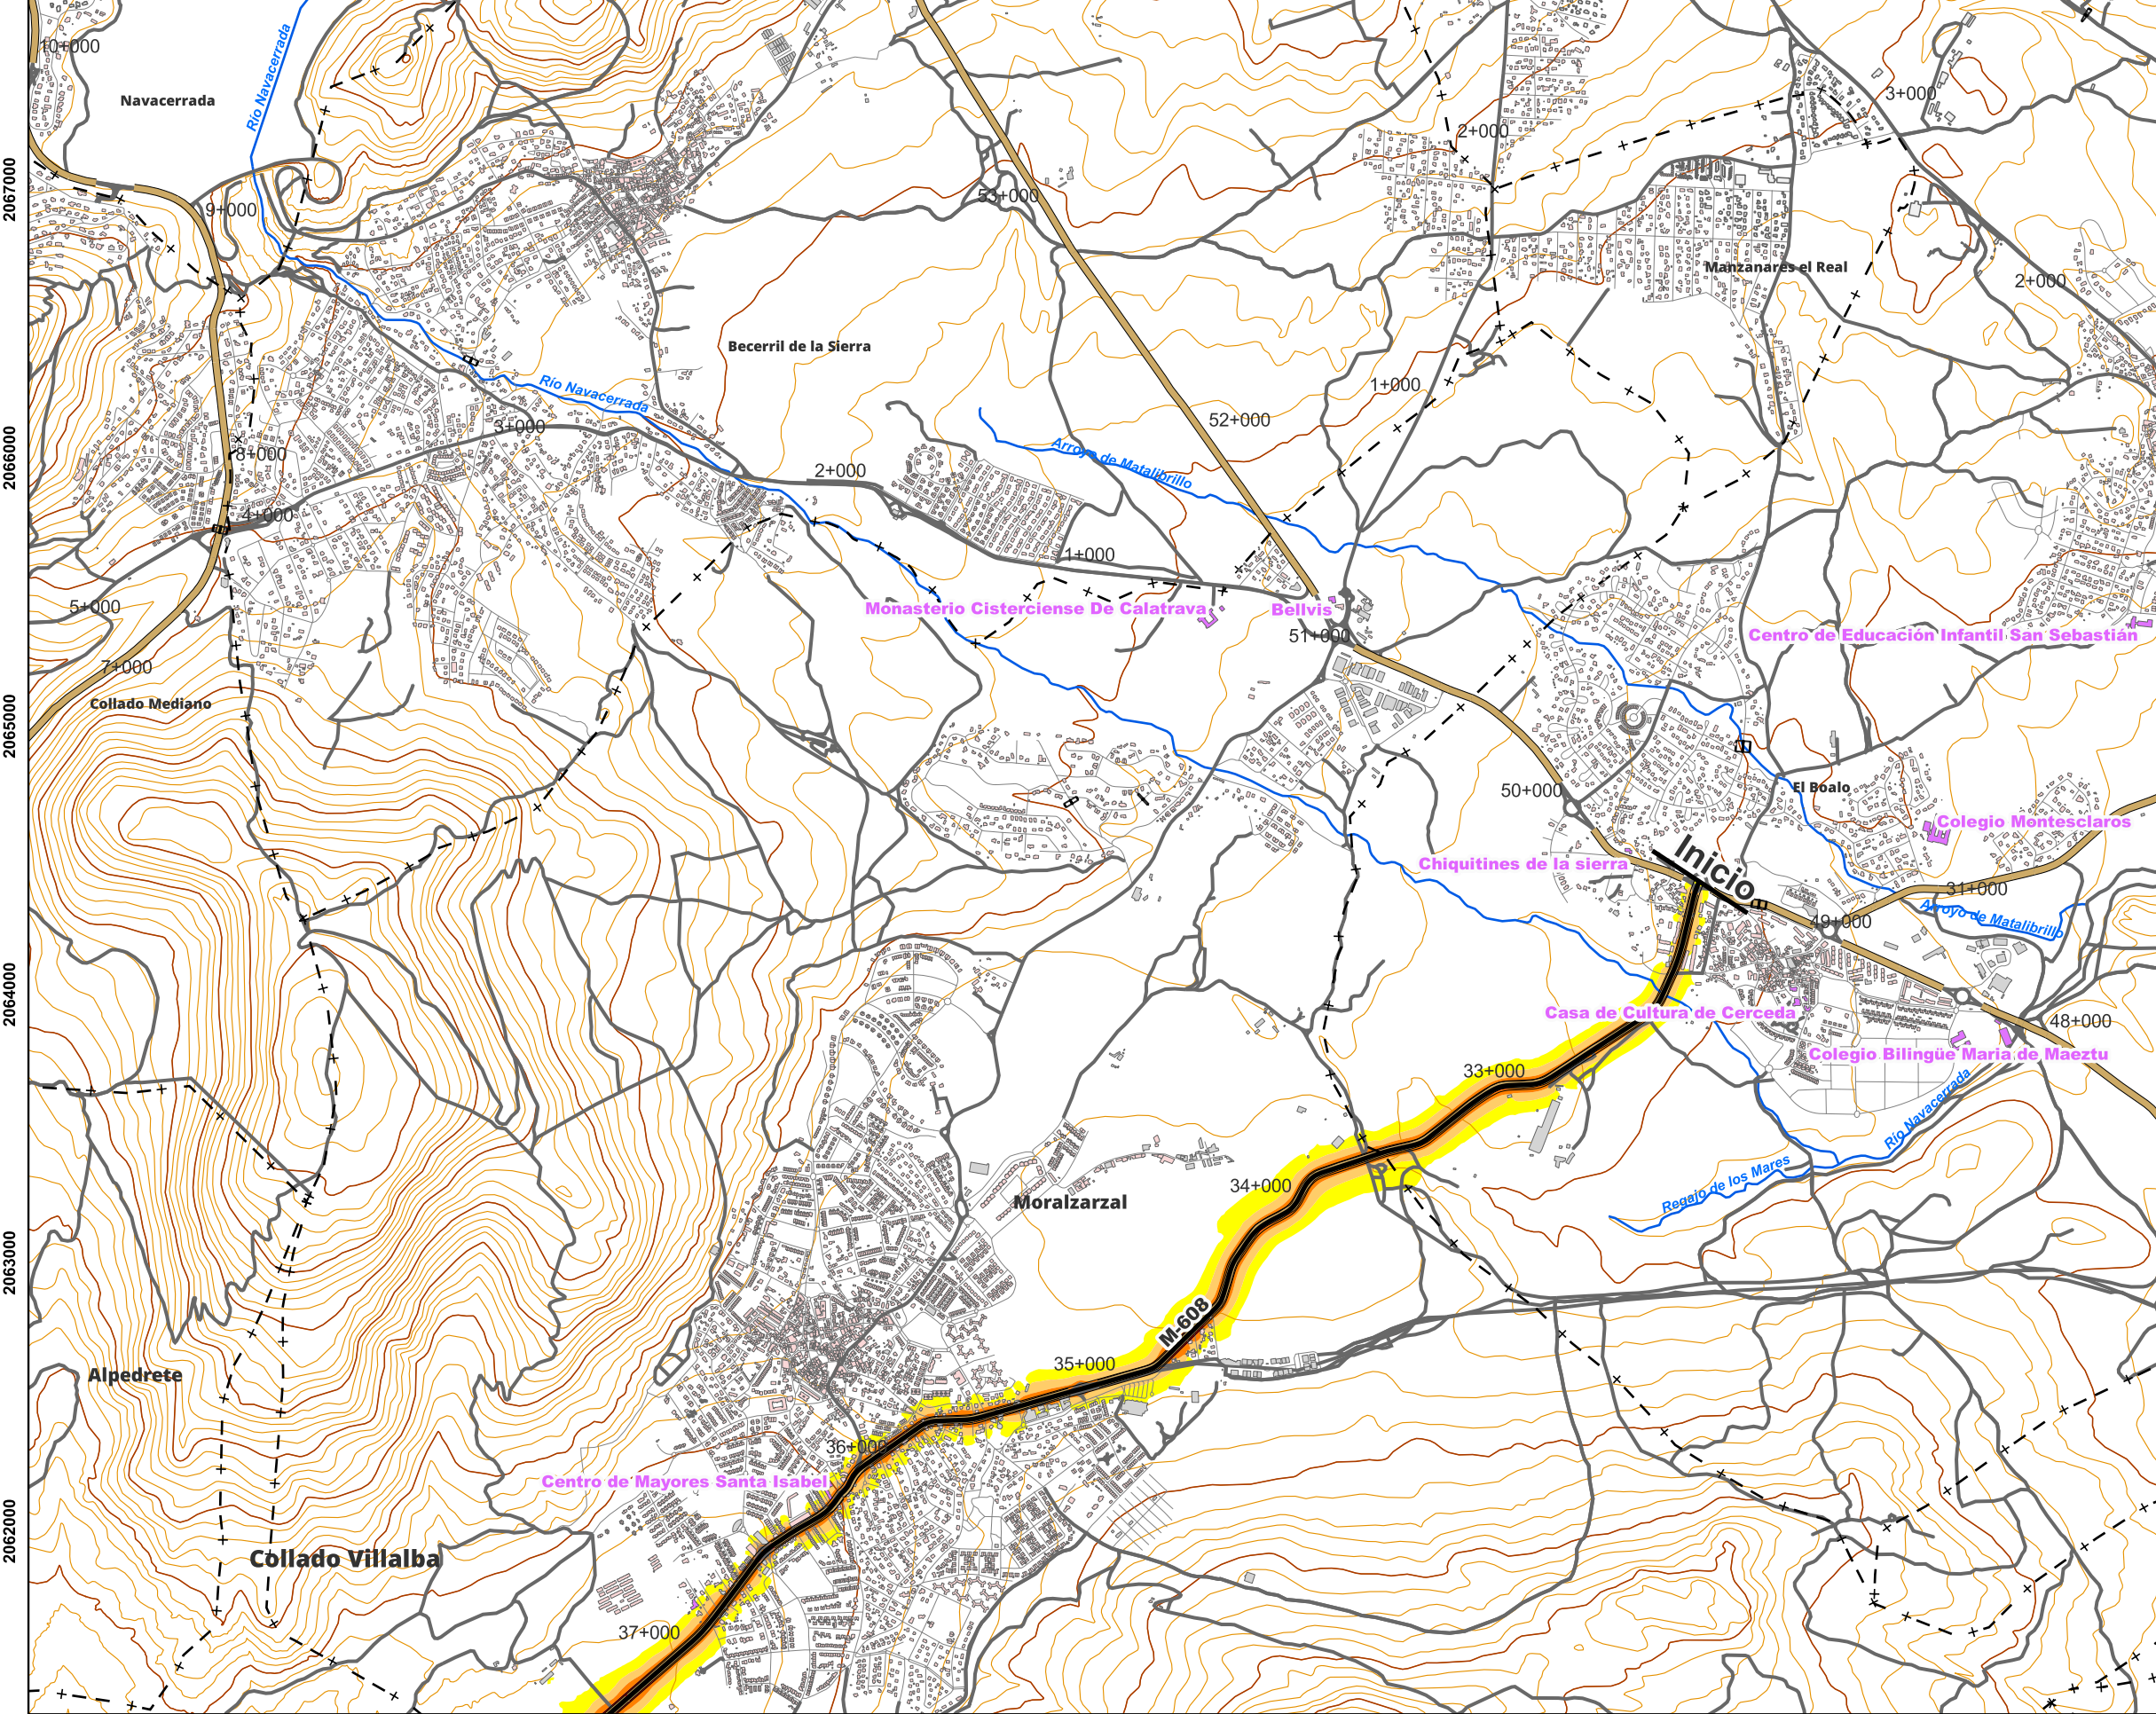 10+000
Navacerrada
Río Navacerrada
3+000
2+000
2067000
9+000
53+000
Manzanares el Real
2+000
Becerril de la Sierra
Río Navacerrada
1+000
52+000
3+000
2066000
8+000
2+000
Arroyo de Matalibrillo
4+000
1+000
5+000
Monasterio Cisterciense De Calatrava
Bellvis
51+000
Centro de Educación Infantil San Sebastián
7+000
Collado Mediano
2065000
50+000
El Boalo
Colegio Montesclaros
Chiquitines de la sierra
Inicio
31+000
49+000
Arroyo de Matalibrillo
2064000
Casa de Cultura de Cerceda
48+000
Colegio Bilingüe Maria de Maeztu
33+000
Río Navacerrada
34+000
Regajo de los Mares
Moralzarzal
2063000
M-608
35+000
Alpedrete
36+000
Centro de Mayores Santa Isabel
2062000
Collado Villalba
37+000